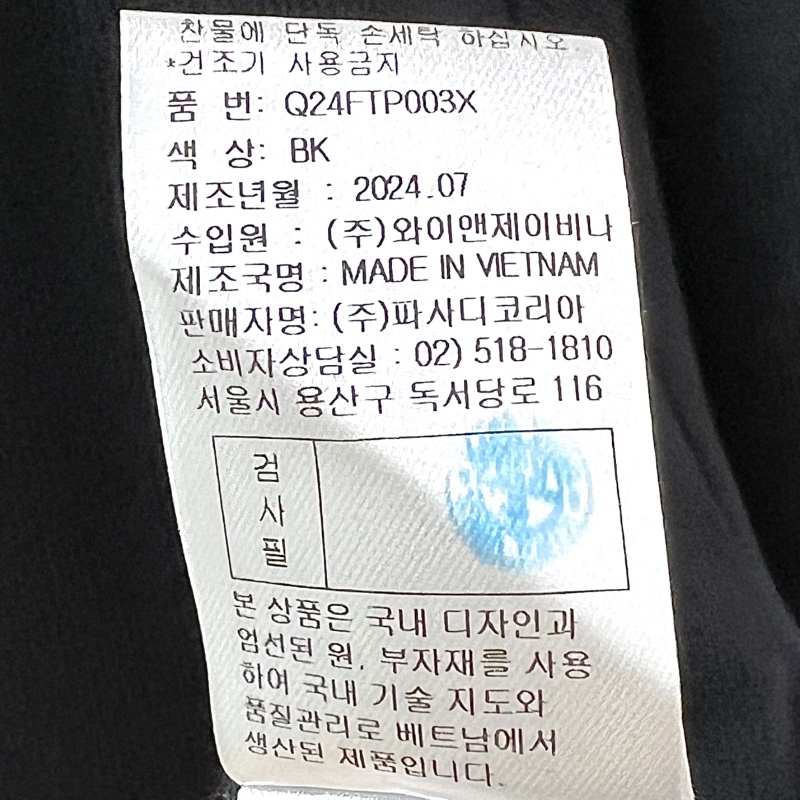 찬물에 단독 손세탁 하십시오.
*건조기 사용금지
품 번: Q24FTP003X
색 상: BK
제조년월 : 2024.07
수입원 : (주)와이앤제이비나
제조국명 : MADE IN VIETNAM
판매자명: (주)파사디코리아
소비자상담실 : 02) 518-1810
서울시 용산구 독서당로 116
검
사
필
본 상품은 국내 디자인과
엄선된 원, 부자재를 사용
하여 국내 기술 지도와
품질관리로 베트남에서
생산된 제품입니다.